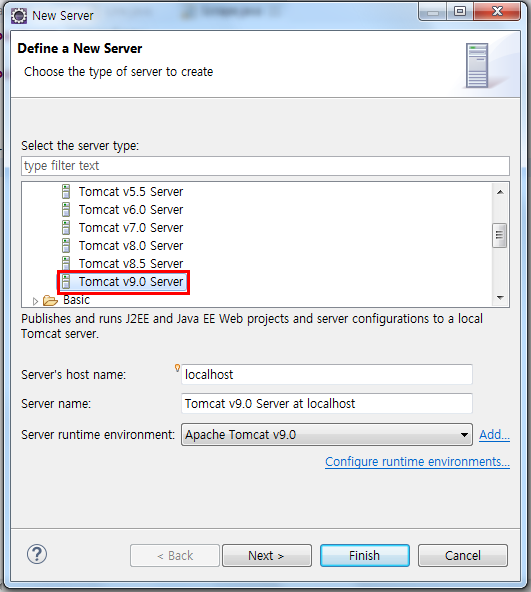 New Server
Define a New Server
Choose the type of server to create
Select the server type:
type filter text
Tomcat v5.5 Server
Tomcat v6.0 Server
Tomcat v7.0 Server
Tomcat v8.0 Server
Tomcat v8.5 Server
Tomcat v9.0 Server
Basic
Publishes and runs J2EE and Java EE Web projects and server configurations to a local
Tomcat server.
Server's host name: localhost
Server name: Tomcat v9.0 Server at localhost
Server runtime environment: Apache Tomcat v9.0 Add...
Configure runtime environments...
? < Back Next > Finish Cancel